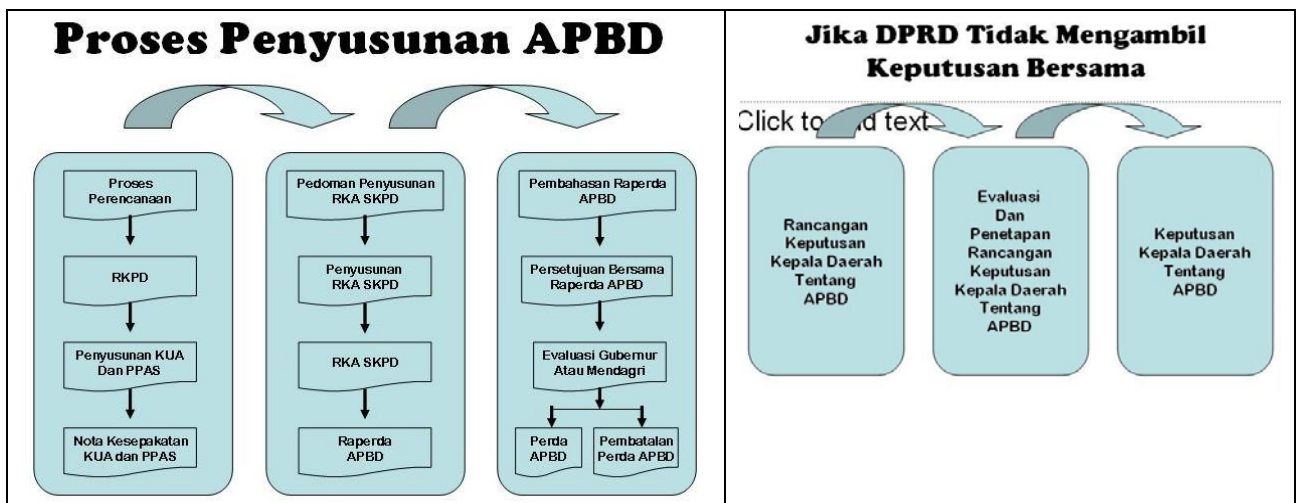 Proses Penyusunan APBD
Proses
Perencanaan
RKPD
Penyusunan KUA
Dan PPAS
Nota Kesepakatan
KUA dan PPAS
Pedoman Penyusunan
RKA SKPD
Penyusunan
RKA SKPD
RKA SKPD
Raperda
APBD
Pembahasan Raperda
APBD
Persetujuan Bersama
Raperda APBD
Evaluasi Gubernur
Atau Mendagri
Perda
APBD
Pembatalan
Perda APBD
Jika DPRD Tidak Mengambil
Keputusan Bersama
Click to text
Rancangan
Keputusan
Kepala Daerah
Tentang
APBD
Evaluasi
Dan
Penetapan
Rancangan
Keputusan
Kepala Daerah
Tentang
APBD
Keputusan
Kepala Daerah
Tentang
APBD